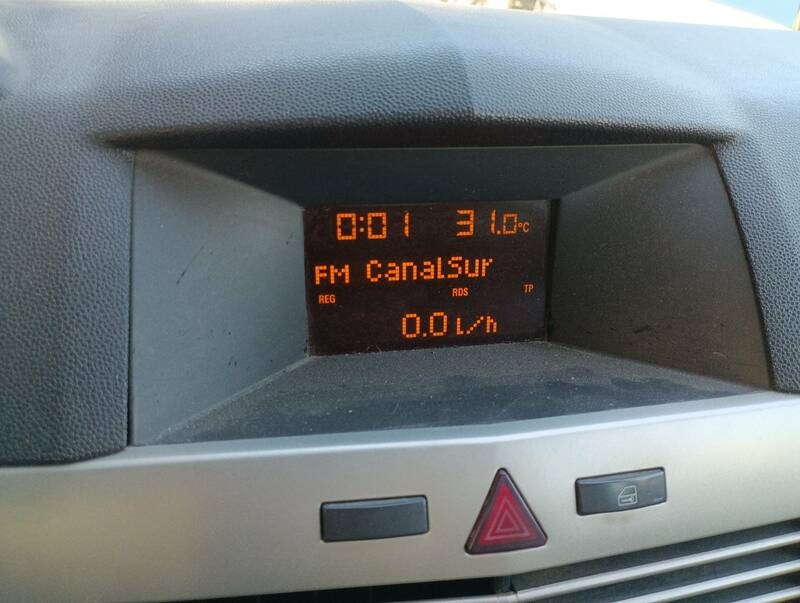 0:01 31.0°C
FM CanalSur
REG RDS TP
0.0 L/h